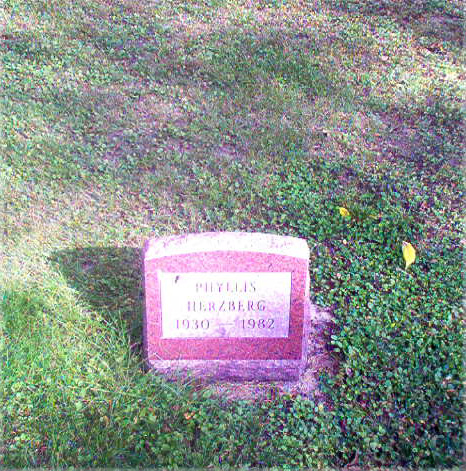 PHYLLIS
HERZBERG
1930 - 1982